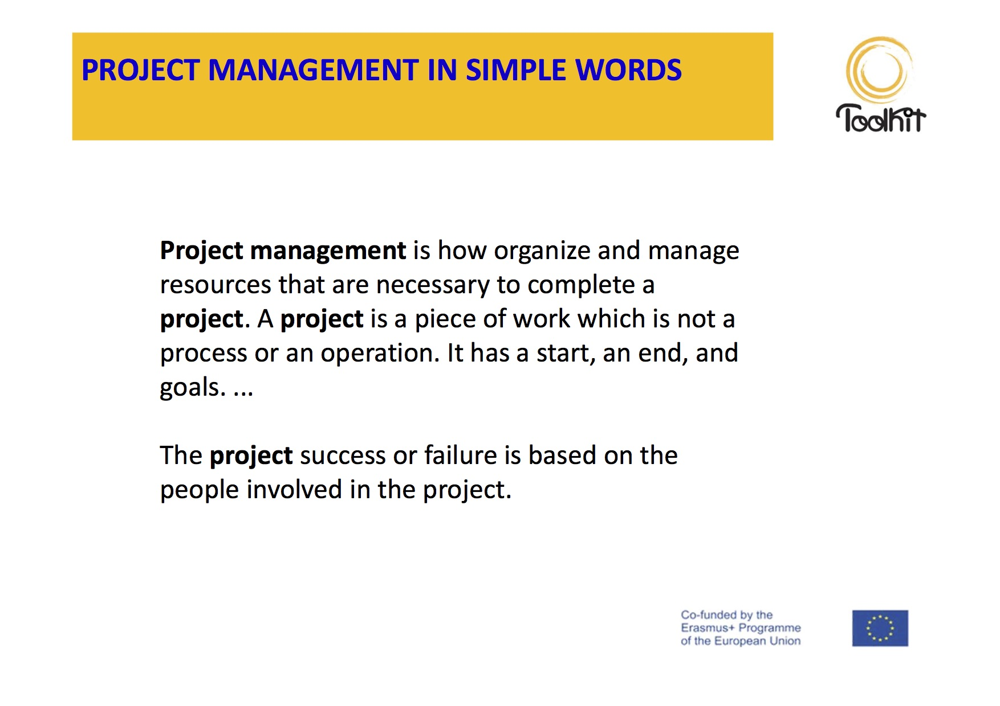 PROJECT MANAGEMENT IN SIMPLE WORDS
Toolkit
Project management is how organize and manage
resources that are necessary to complete a
project. A project is a piece of work which is not a
process or an operation. It has a start, an end, and
goals. ...
The project success or failure is based on the
people involved in the project.
Co-funded by the
Erasmus+ Programme
of the European Union